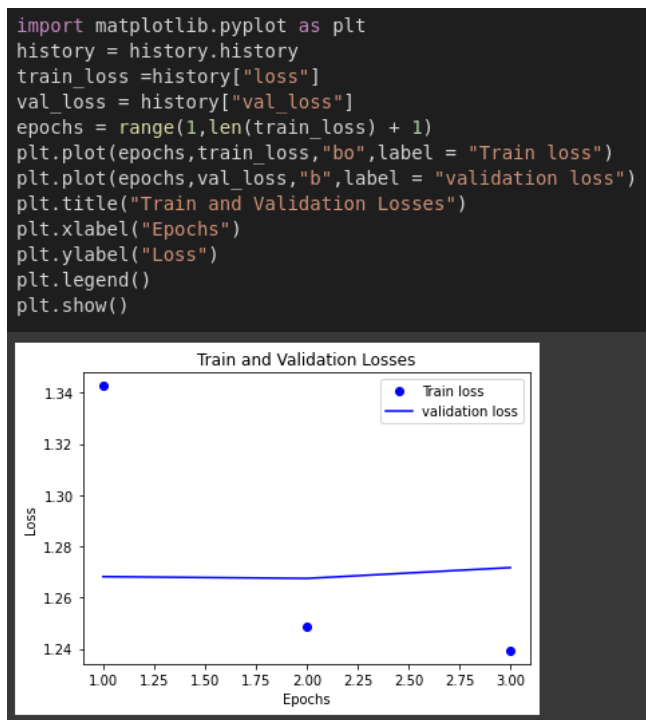 import matplotlib.pyplot as plt
history = history.history
train_loss =history["loss"]
val_loss = history["val_loss"]
epochs = range(1,len(train_loss) + 1)
plt.plot(epochs,train_loss,"bo",label = "Train loss")
plt.plot(epochs,val_loss,"b",label = "validation loss")
plt.title("Train and Validation Losses")
plt.xlabel("Epochs")
plt.ylabel("Loss")
plt.legend()
plt.show()
Train and Validation Losses
Train loss
validation loss
Loss
1.34
1.32
1.30
1.28
1.26
1.24
1.00 1.25 1.50 1.75 2.00 2.25 2.50 2.75 3.00
Epochs